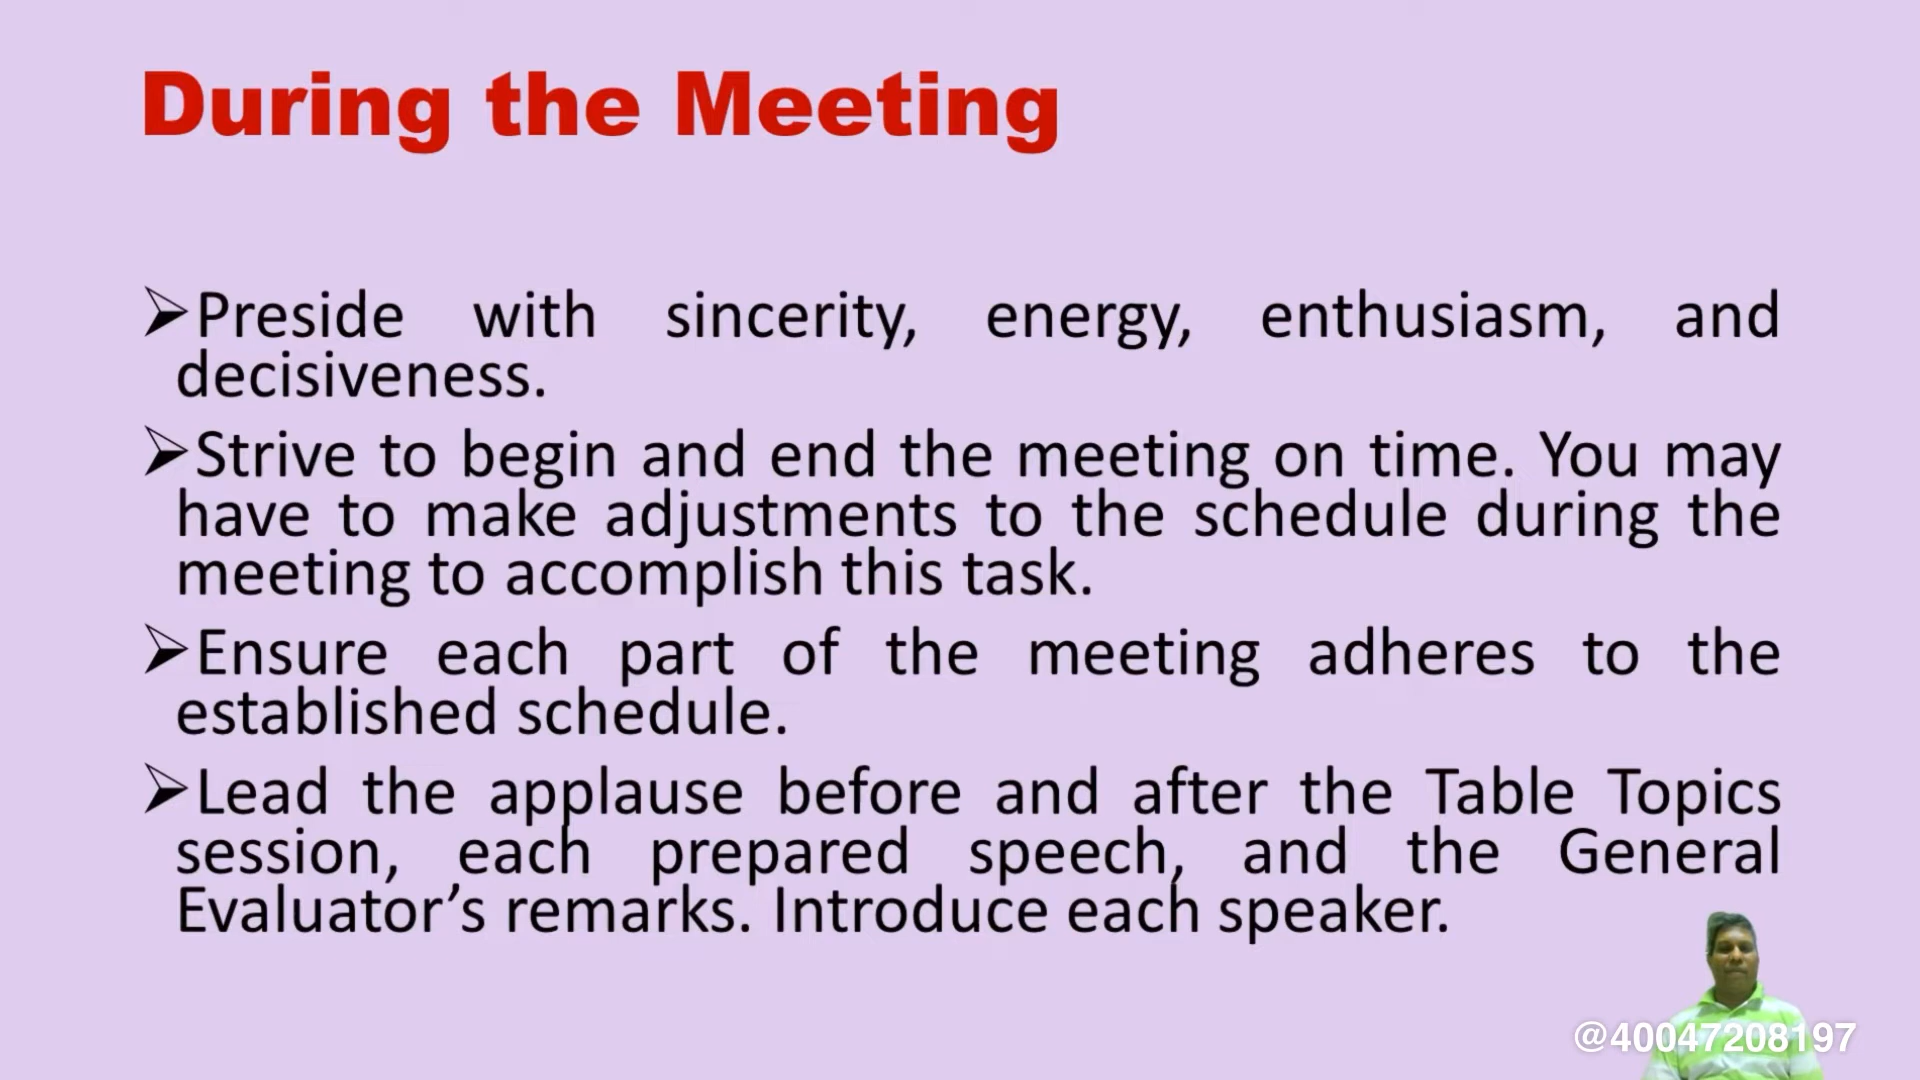 During the Meeting
➢Preside with sincerity, energy, enthusiasm, and
decisiveness.
➢Strive to begin and end the meeting on time. You may
have to make adjustments to the schedule during the
meeting to accomplish this task.
➢Ensure each part of the meeting adheres to the
established schedule.
➢Lead the applause before and after the Table Topics
session, each prepared speech, and the General
Evaluator’s remarks. Introduce each speaker.
@40047208197